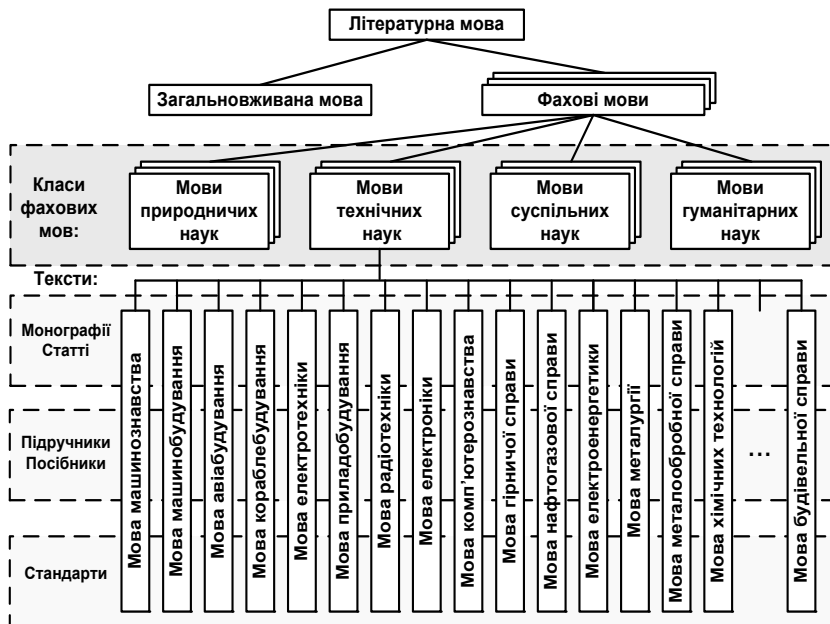 Літературна мова
Загальновживана мова
Фахові мови
Класи
фахових
мов:
Мови
природничих
наук
Мови
технічних
наук
Мови
суспільних
наук
Мови
гуманітарних
наук
Тексти:
Монографії
Статті
Підручники
Посібники
Стандарти
Мова машинознавства
Мова машинобудування
Мова авіабудування
Мова кораблебудування
Мова електротехніки
Мова приладобудування
Мова радіотехніки
Мова електроніки
Мова комп’ютерознавства
Мова гірничої справи
Мова нафтогазової справи
Мова електроенергетики
Мова металургії
Мова металообробної справи
Мова хімічних технологій
...
Мова будівельної справи